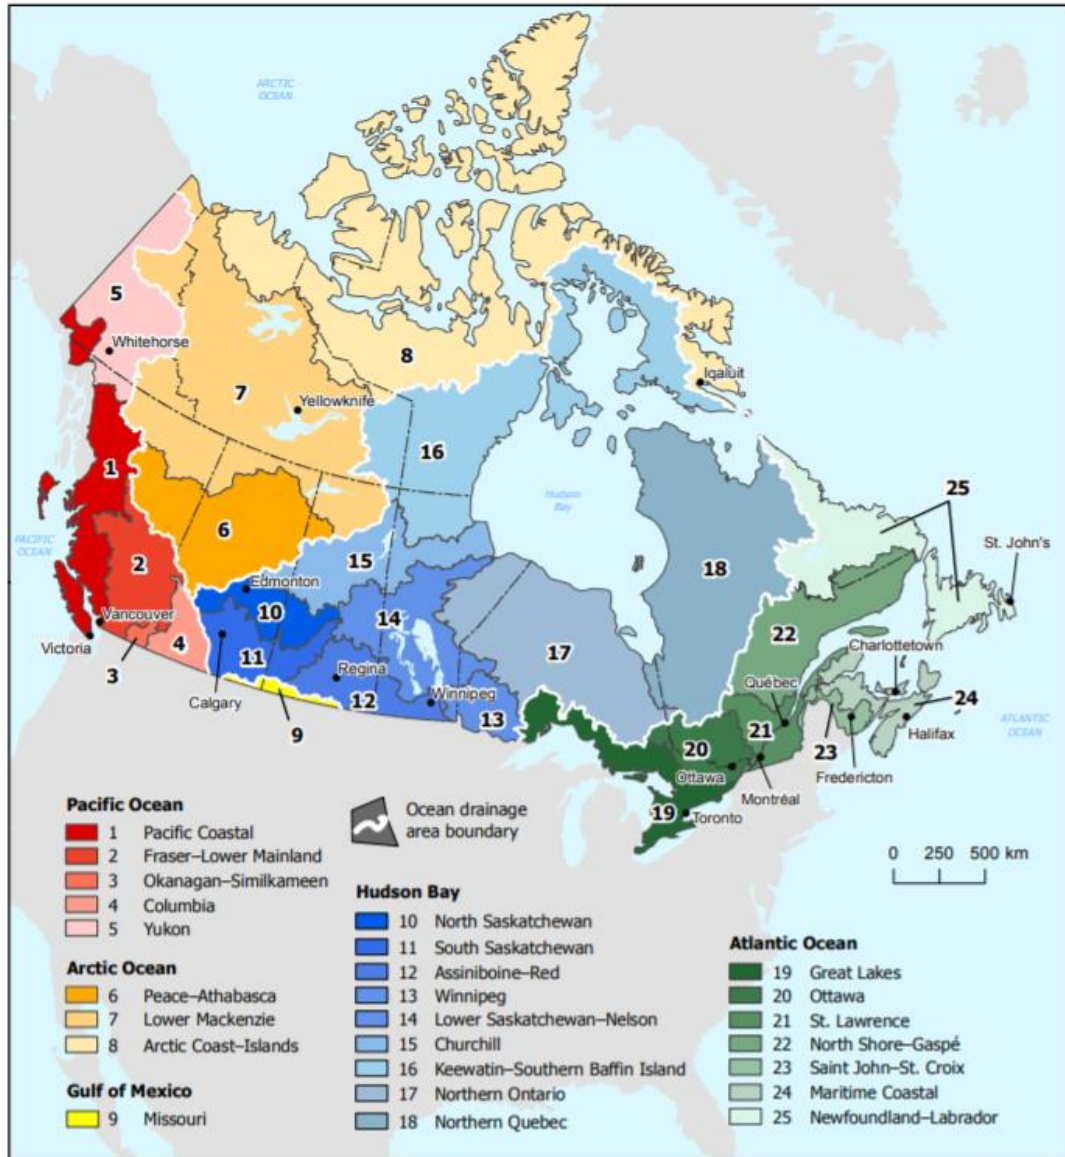 ARCTIC
OCEAN
5
Whitehorse
8
Iqaluit
7
Yellowknife
1
16
Hudson
Bay
25
PACIFIC
OCEAN
6
2
15
18
St. John's
Edmonton
10
14
Vancouver
Victoria
4
22
Charlottetown
3
11
Regina
17
Québec
Calgary
12
Winnipeg
13
24
9
20
21
23
Halifax
ATLANTIC
OCEAN
Ottawa
Fredericton
Montréal
19
Toronto
Pacific Ocean
1 Pacific Coastal
2 Fraser–Lower Mainland
3 Okanagan–Similkameen
4 Columbia
5 Yukon
Arctic Ocean
6 Peace–Athabasca
7 Lower Mackenzie
8 Arctic Coast–Islands
Gulf of Mexico
9 Missouri
Ocean drainage
area boundary
Hudson Bay
10 North Saskatchewan
11 South Saskatchewan
12 Assiniboine–Red
13 Winnipeg
14 Lower Saskatchewan–Nelson
15 Churchill
16 Keewatin–Southern Baffin Island
17 Northern Ontario
18 Northern Quebec
0 250 500 km
Atlantic Ocean
19 Great Lakes
20 Ottawa
21 St. Lawrence
22 North Shore–Gaspé
23 Saint John–St. Croix
24 Maritime Coastal
25 Newfoundland–Labrador